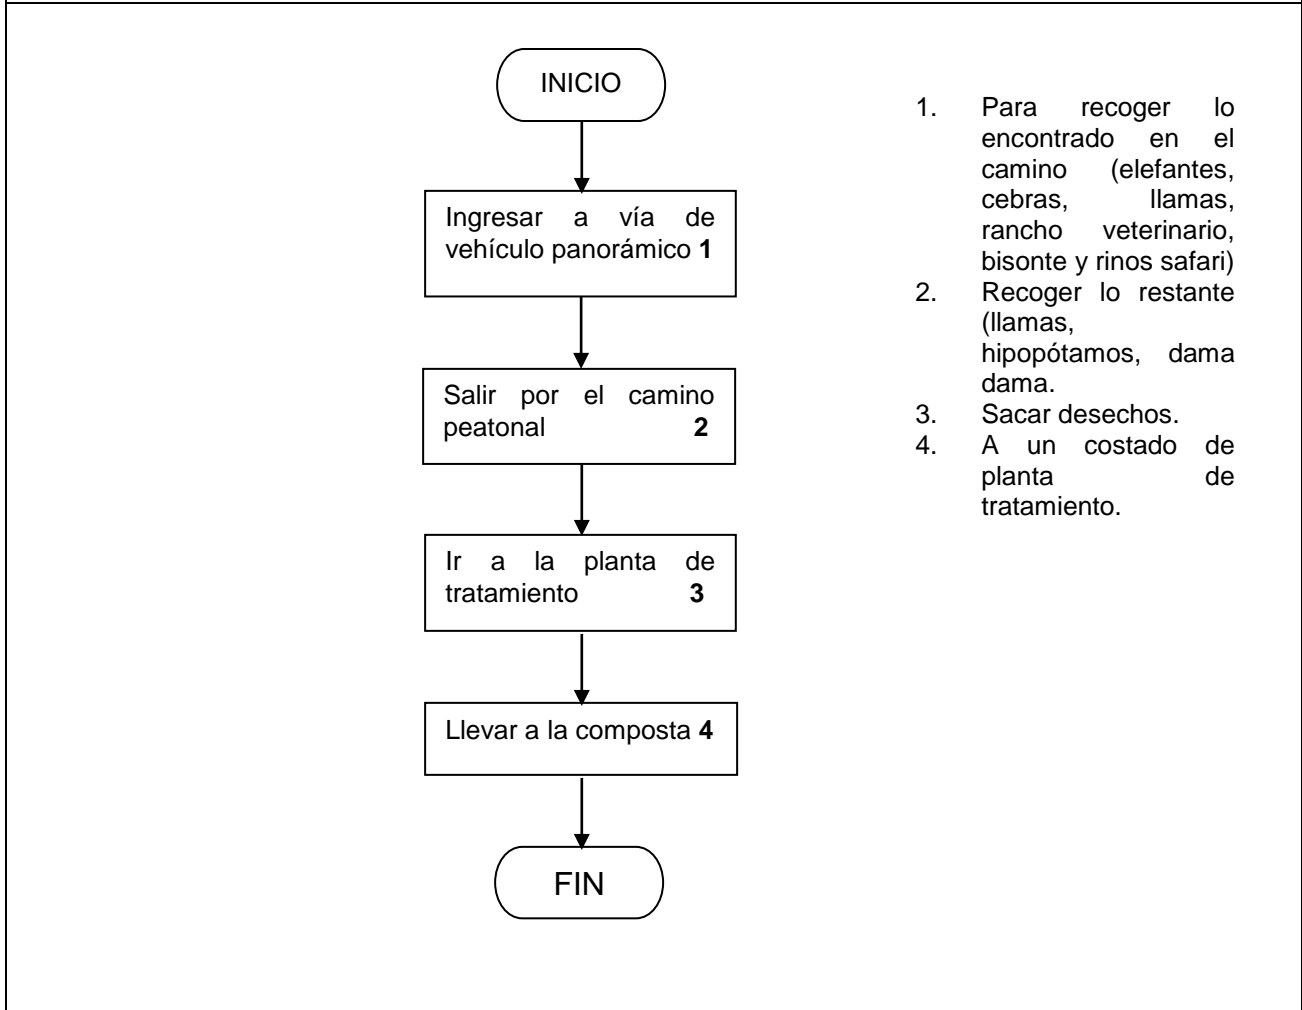 INICIO
Ingresar a vía de
vehículo panorámico 1
Salir por el camino
peatonal 2
Ir a la planta de
tratamiento 3
Llevar a la composta 4
FIN
1. Para recoger lo
encontrado en el
camino (elefantes,
cebras, llamas,
rancho veterinario,
bisonte y rinos safari)
2. Recoger lo restante
(llamas,
hipopótamos, dama
dama.
3. Sacar desechos.
4. A un costado de
planta de
tratamiento.